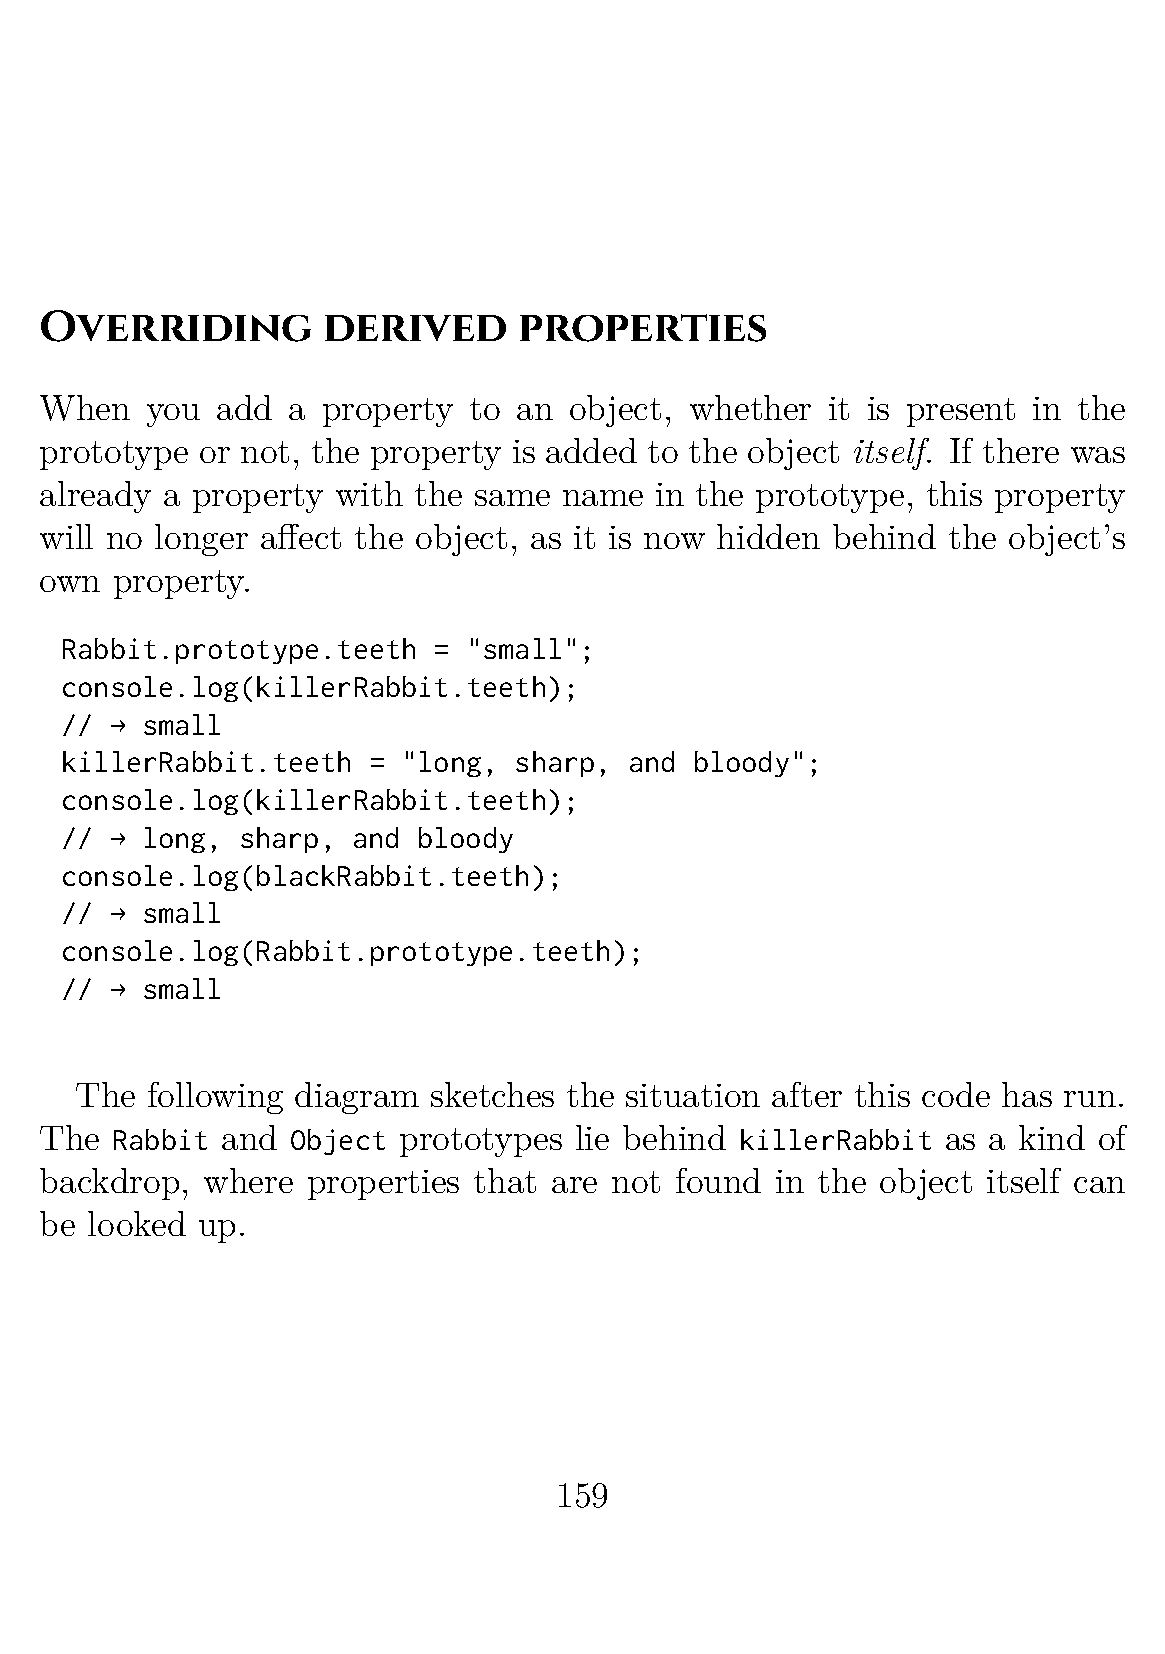 Overriding derived properties
When you add a property to an object, whether it is present in the
prototype or not, the property is added to the object itself. If there was
already a property with the same name in the prototype, this property
will no longer affect the object, as it is now hidden behind the object’s
own property.
Rabbit.prototype.teeth = "small";
console.log(killerRabbit.teeth);
// → small
killerRabbit.teeth = "long, sharp, and bloody";
console.log(killerRabbit.teeth);
// → long, sharp, and bloody
console.log(blackRabbit.teeth);
// → small
console.log(Rabbit.prototype.teeth);
// → small
The following diagram sketches the situation after this code has run.
The Rabbit and Object prototypes lie behind killerRabbit as a kind of
backdrop, where properties that are not found in the object itself can
be looked up.
159